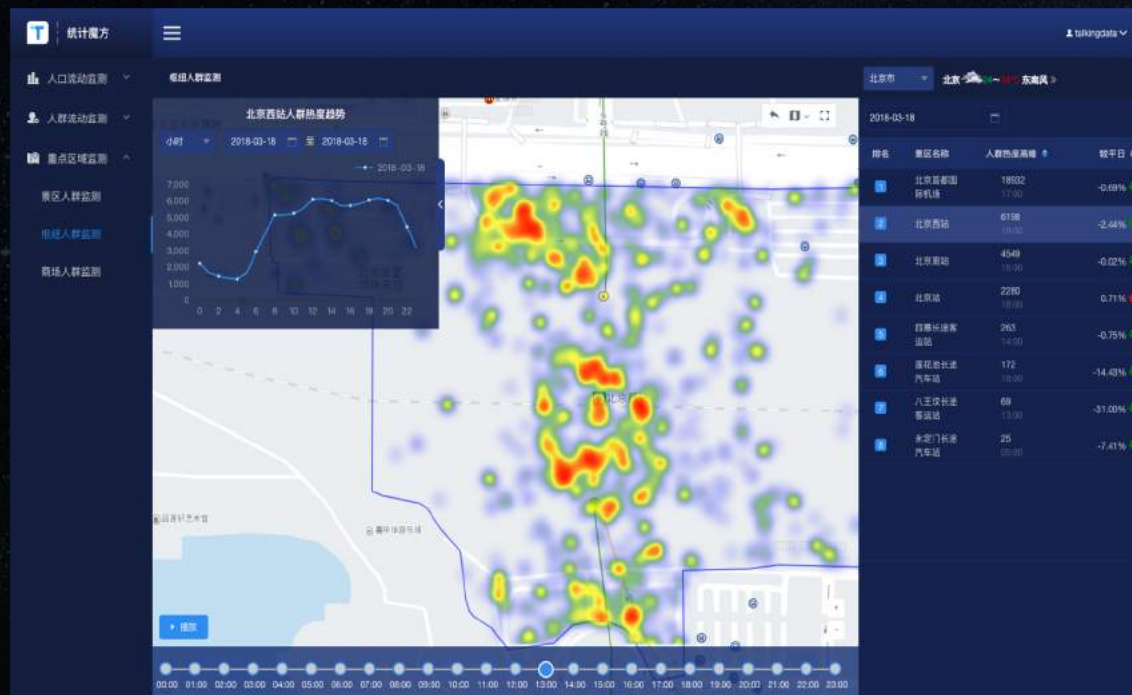 统计魔方
talkingdata
人口流动监测
人群流动监测
重点区域监测
景区人群监测
枢纽人群监测
商场人群监测
枢纽人群监测
北京市
北京
东南风
北京西站人群热度趋势
小时
2018-03-18 至 2018-03-18
2018-03-18
7,000
6,000
5,000
4,000
3,000
2,000
1,000
0
0 2 4 6 8 10 12 14 16 18 20 22
播放
00:00 01:00 02:00 03:00 04:00 05:00 06:00 07:00 08:00 09:00 10:00 11:00 12:00 13:00 14:00 15:00 16:00 17:00 18:00 19:00 20:00 21:00 22:00 23:00
2018-03-18
排名 景区名称 人群热度高峰 较平日
1 北京首都国际机场 18932 17:00 -0.69%
2 北京西站 6198 -2.44%
3 北京南站 4549 -0.02%
4 北京站 2280 0.71%
5 四惠长途客运站 263 14:00 -0.75%
6 莲花池长途汽车站 172 -14.43%
7 八王坟长途客运站 69 13:00 -31.00%
8 永定门长途汽车站 25 05:00 -7.41%